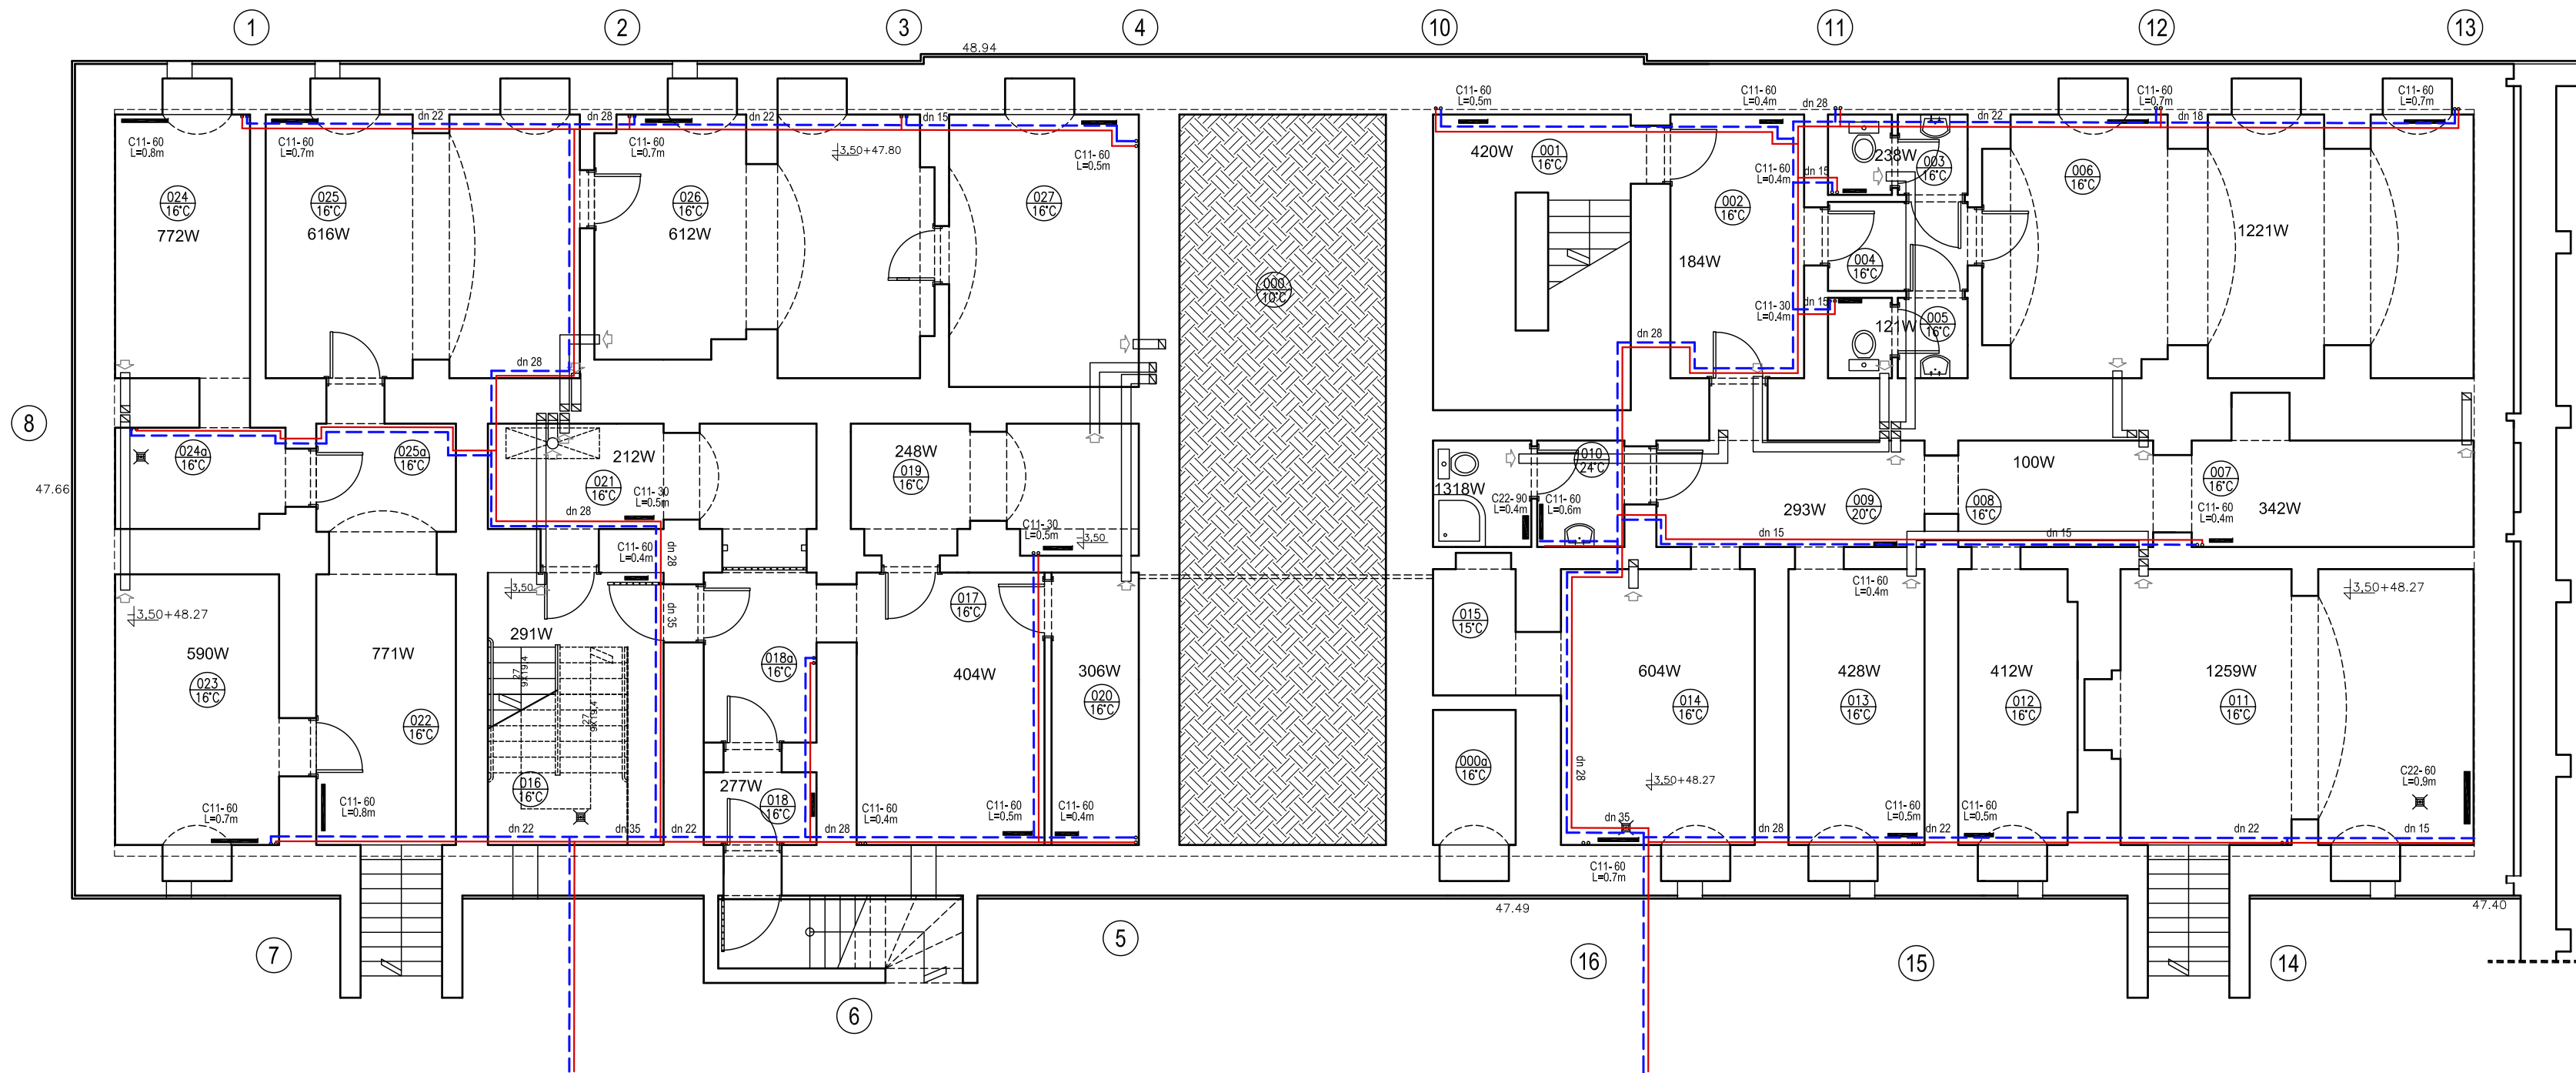 1
2
3
4
10
11
12
13
48.94
C11- 60
L=0.8m
C11- 60
L=0.7m
dn 22
dn 28
C11- 60
L=0.7m
dn 22
dn 15
C11- 60
L=0.5m
3,50+47.80
C11- 60
L=0.5m
C11- 60
L=0.4m
dn 28
dn 22
C11- 60
L=0.7m
dn 18
C11- 60
L=0.7m
024
16°C
772W
025
16°C
616W
026
16°C
612W
027
16°C
000
10°C
420W
001
16°C
C11- 60
L=0.4m
dn 15
238W
003
16°C
006
16°C
002
16°C
184W
004
16°C
1221W
C11- 30
L=0.4m
dn 15
121W
005
16°C
dn 28
dn 28
8
47.66
024a
16°C
025a
16°C
212W
021
16°C
C11- 30
L=0.5m
dn 28
248W
019
16°C
C11- 30
L=0.5m
3,50
010
24°C
1318W
C22- 90
L=0.4m
C11- 60
L=0.6m
293W
009
20°C
100W
008
16°C
007
16°C
C11- 60
L=0.4m
342W
dn 15
dn 15
C11- 60
L=0.4m
dn 28
dn 35
3,50
3,50+48.27
590W
023
16°C
771W
022
16°C
291W
27
9X19,4
27
9X19,4
016
16°C
018a
16°C
017
16°C
404W
306W
020
16°C
277W
018
16°C
015
15°C
000a
16°C
604W
014
16°C
C11- 60
L=0.4m
428W
013
16°C
412W
012
16°C
1259W
011
16°C
3,50+48.27
3,50+48.27
C22- 60
L=0.9m
dn 28
C11- 60
L=0.7m
C11- 60
L=0.8m
dn 22
dn 35
dn 22
dn 28
C11- 60
L=0.4m
C11- 60
L=0.5m
C11- 60
L=0.4m
dn 35
C11- 60
L=0.7m
dn 28
C11- 60
L=0.5m
dn 22
C11- 60
L=0.5m
dn 22
dn 15
47.49
47.40
7
6
5
16
15
14